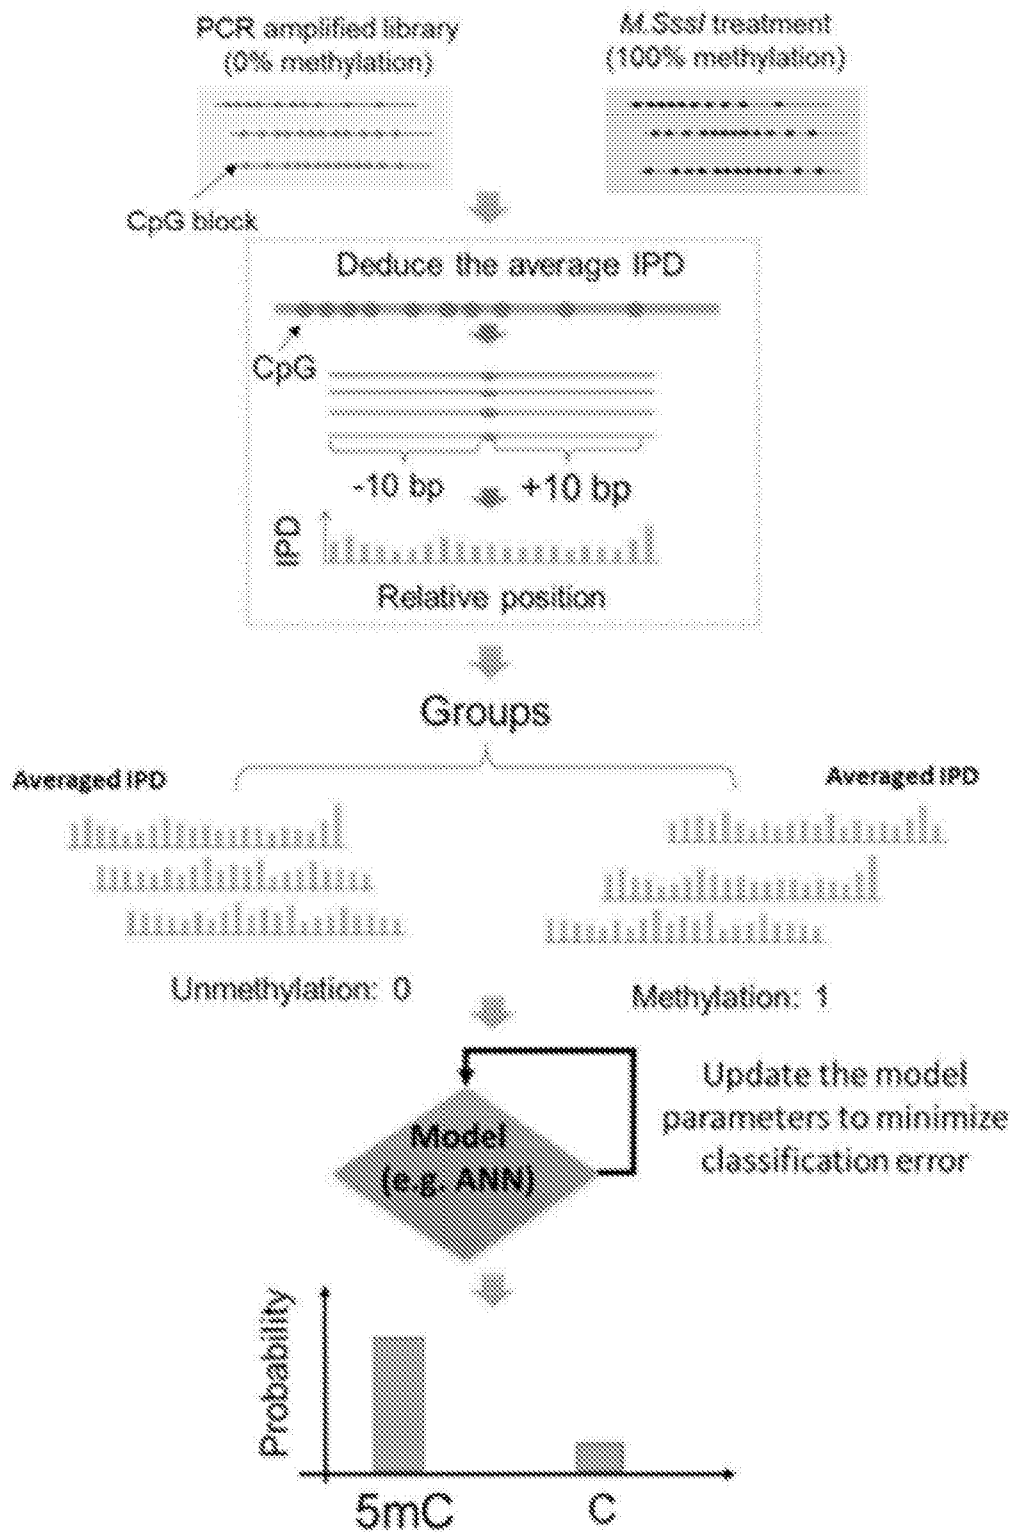 PCR amplified library
(0% methylation)
M.SssI treatment
(100% methylation)
CpG block
Deduce the average IPD
CpG
-10 bp
+10 bp
IPD
Relative position
Groups
Averaged IPD
Averaged IPD
Unmethylation: 0
Methylation: 1
Model
(e.g. ANN)
Update the model
parameters to minimize
classification error
Probability
5mC
C